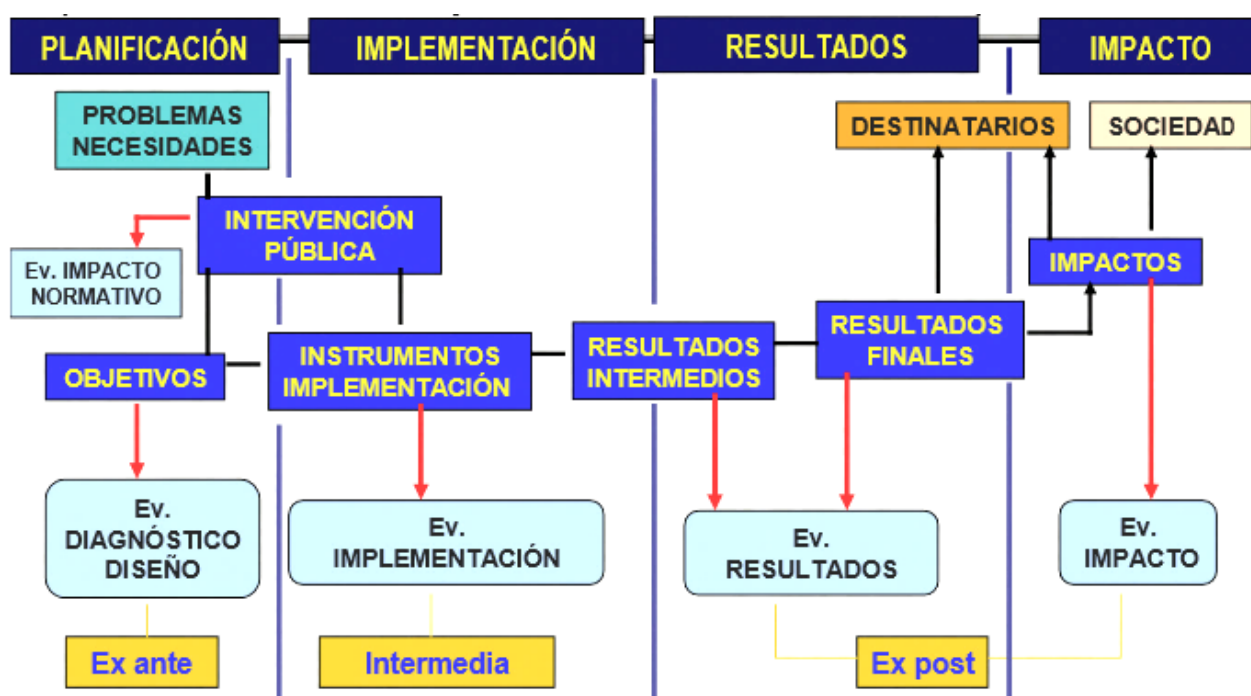 PLANIFICACIÓN
IMPLEMENTACIÓN
RESULTADOS
IMPACTO
PROBLEMAS
NECESIDADES
DESTINATARIOS
SOCIEDAD
INTERVENCIÓN
PÚBLICA
Ev. IMPACTO
NORMATIVO
IMPACTOS
OBJETIVOS
INSTRUMENTOS
IMPLEMENTACIÓN
RESULTADOS
INTERMEDIOS
RESULTADOS
FINALES
Ev.
DIAGNÓSTICO
DISEÑO
Ev.
IMPLEMENTACIÓN
Ev.
RESULTADOS
Ev.
IMPACTO
Ex ante
Intermedia
Ex post